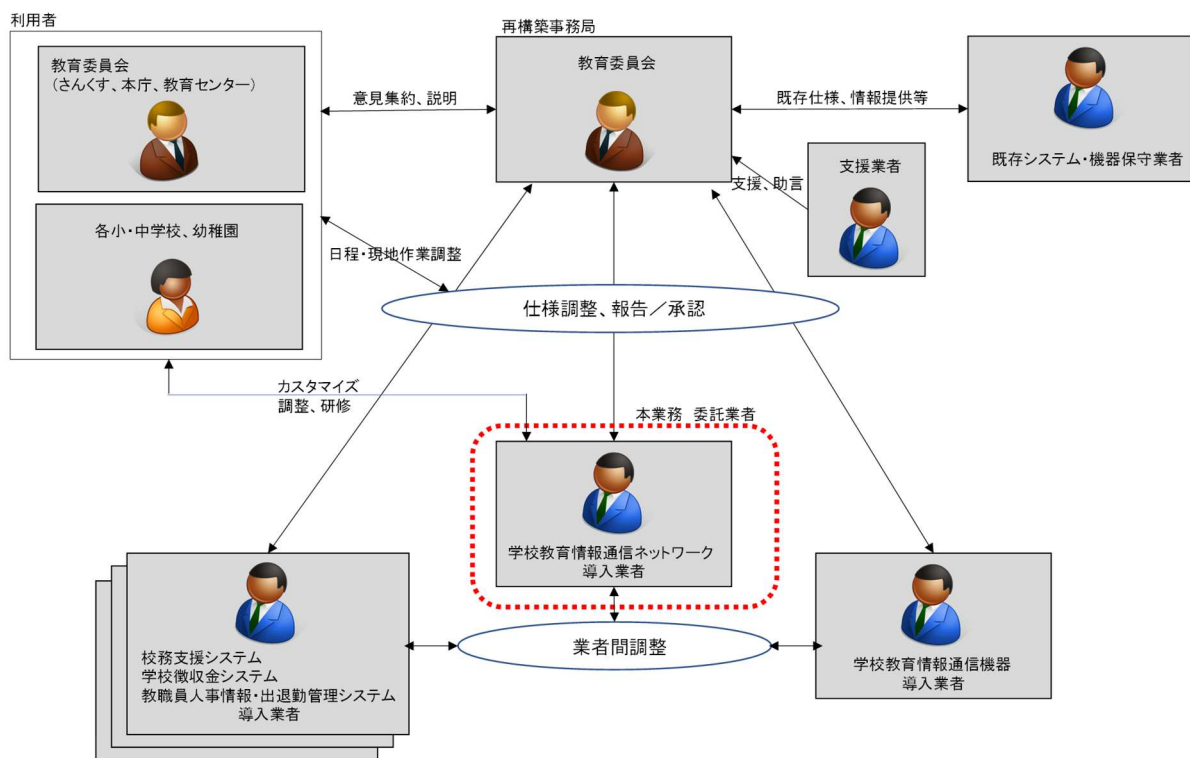 利用者
教育委員会
(さんくす、本庁、教育センター)
各小・中学校、幼稚園
再構築事務局
教育委員会
意見集約、説明
既存仕様、情報提供等
既存システム・機器保守業者
支援業者
支援、助言
日程・現地作業調整
仕様調整、報告／承認
カスタマイズ
調整、研修
本業務　委託業者
学校教育情報通信ネットワーク
導入業者
業者間調整
校務支援システム
学校徴収金システム
教職員人事情報・出退勤管理システム
導入業者
学校教育情報通信機器
導入業者